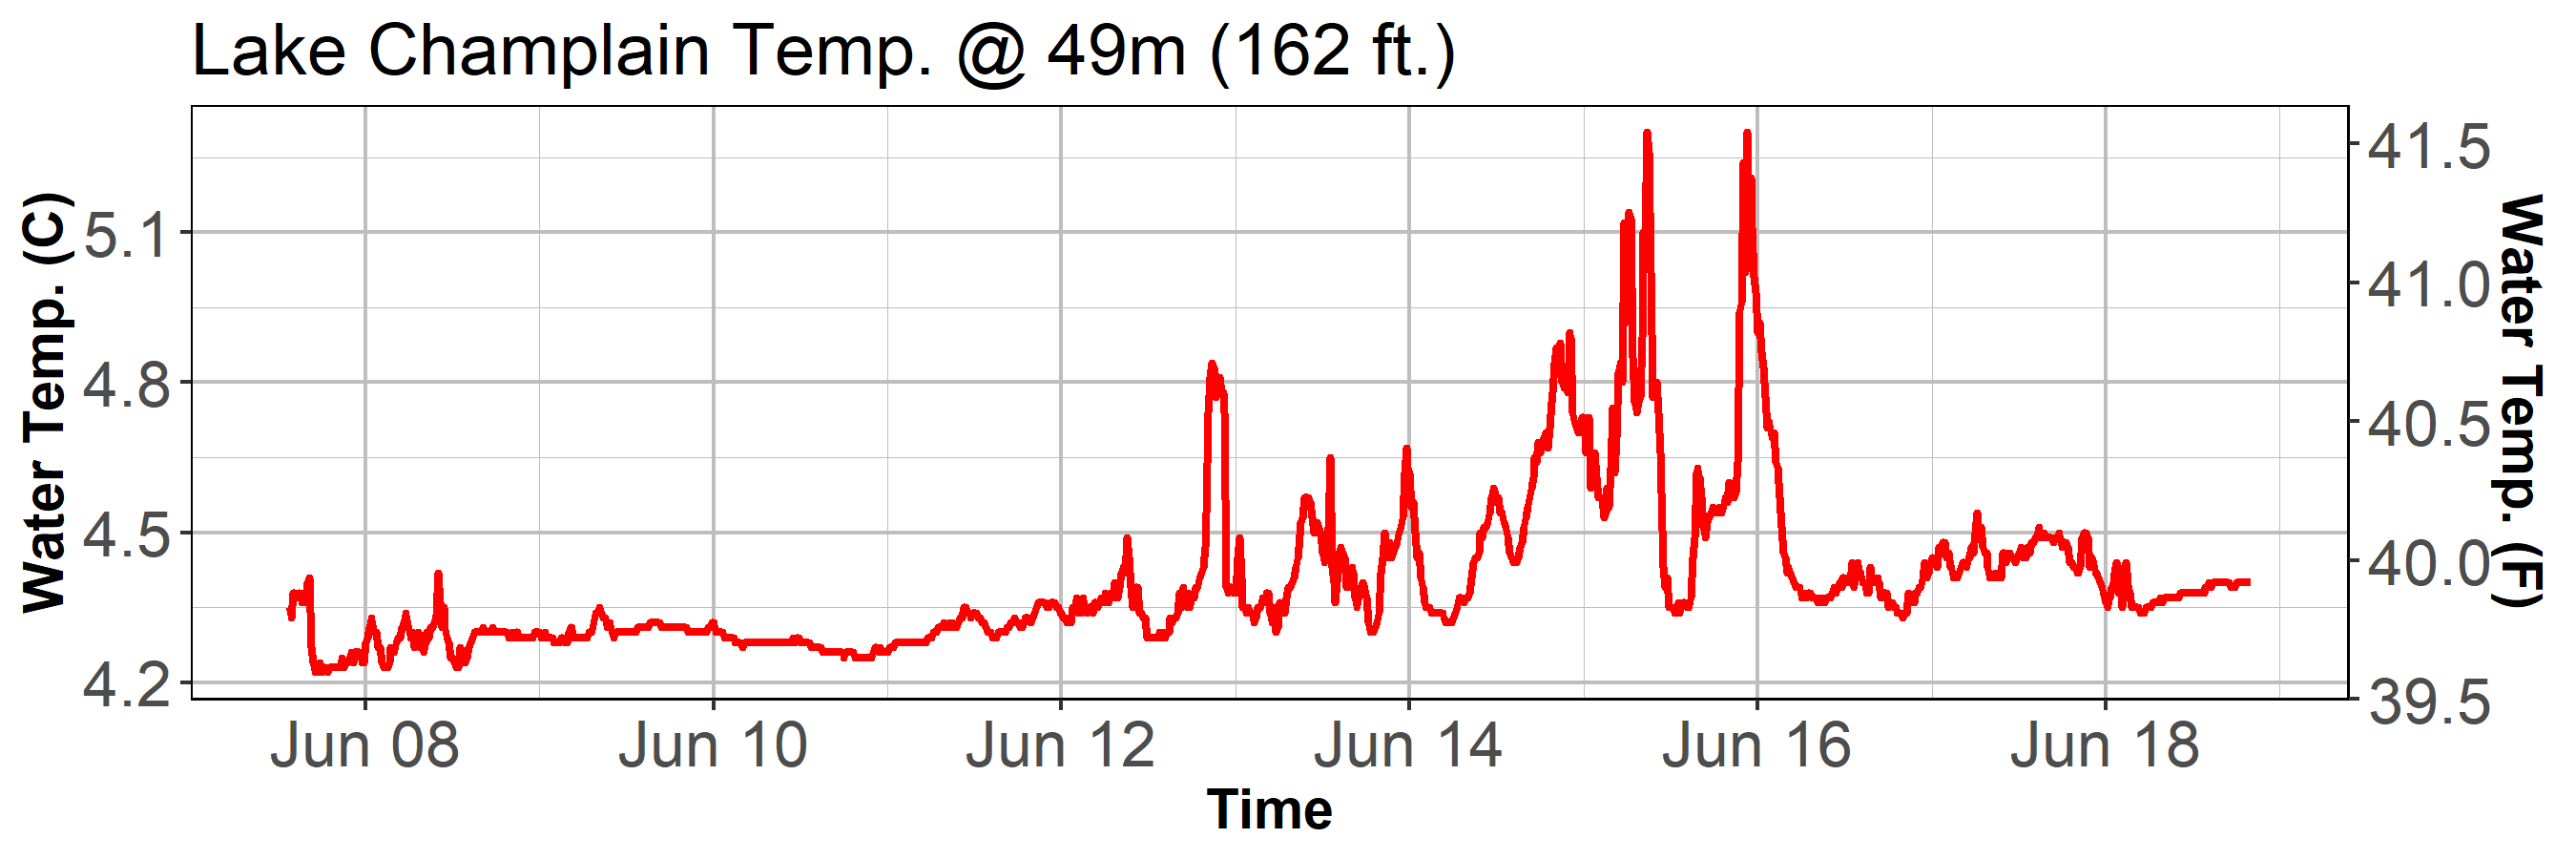 Lake Champlain Temp. @ 49m (162 ft.)
Water Temp. (C)
5.1
4.8
4.5
4.2
41.5
41.0
40.5
40.0
39.5
Water Temp. (F)
Jun 08 Jun 10 Jun 12 Jun 14 Jun 16 Jun 18
Time